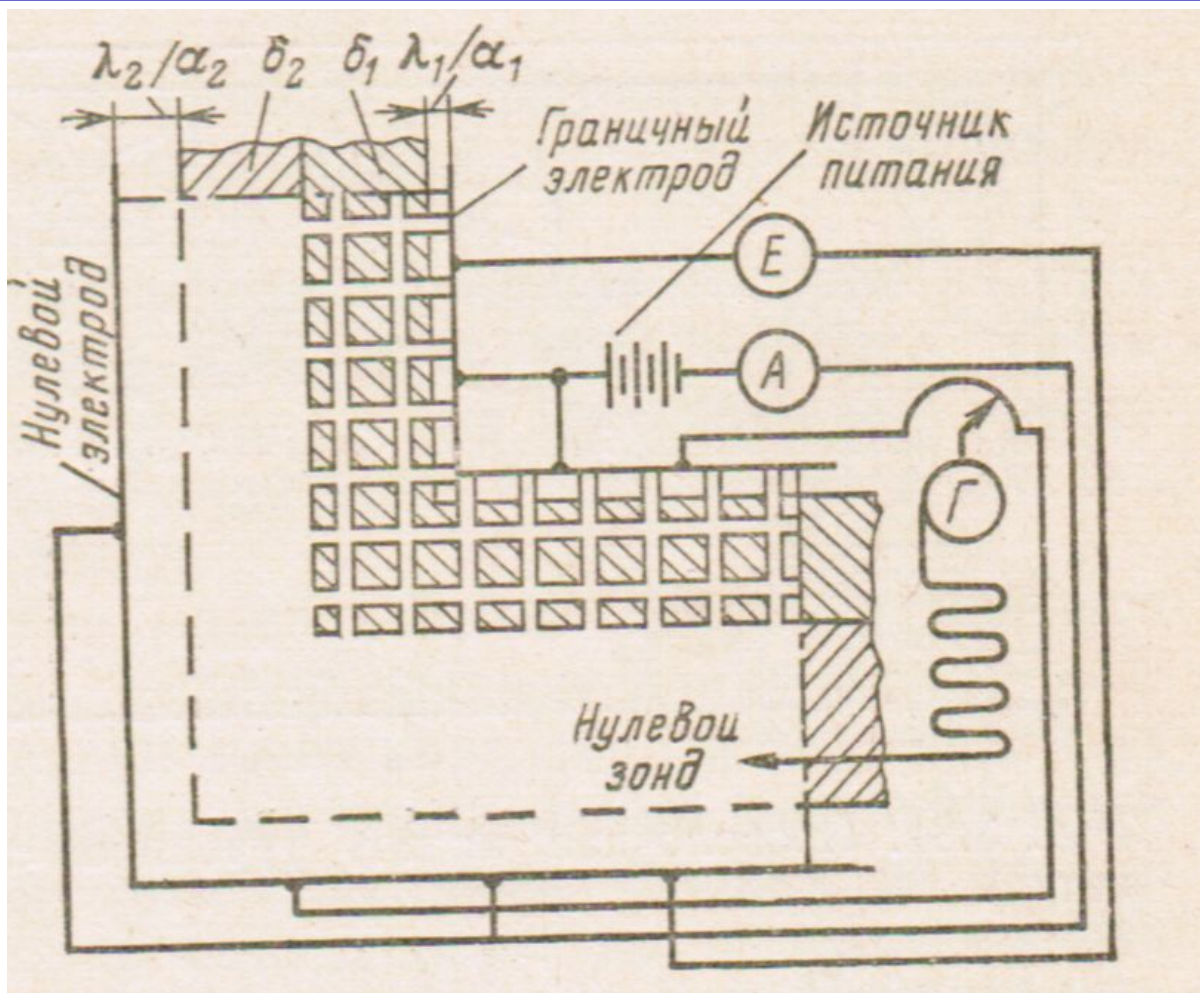 λ₂/α₂ δ₂ δ₁ λ₁/α₁
Граничный
электрод
Источник
питания
Нулевой
электрод
E
A
Г
Нулевой
зонд